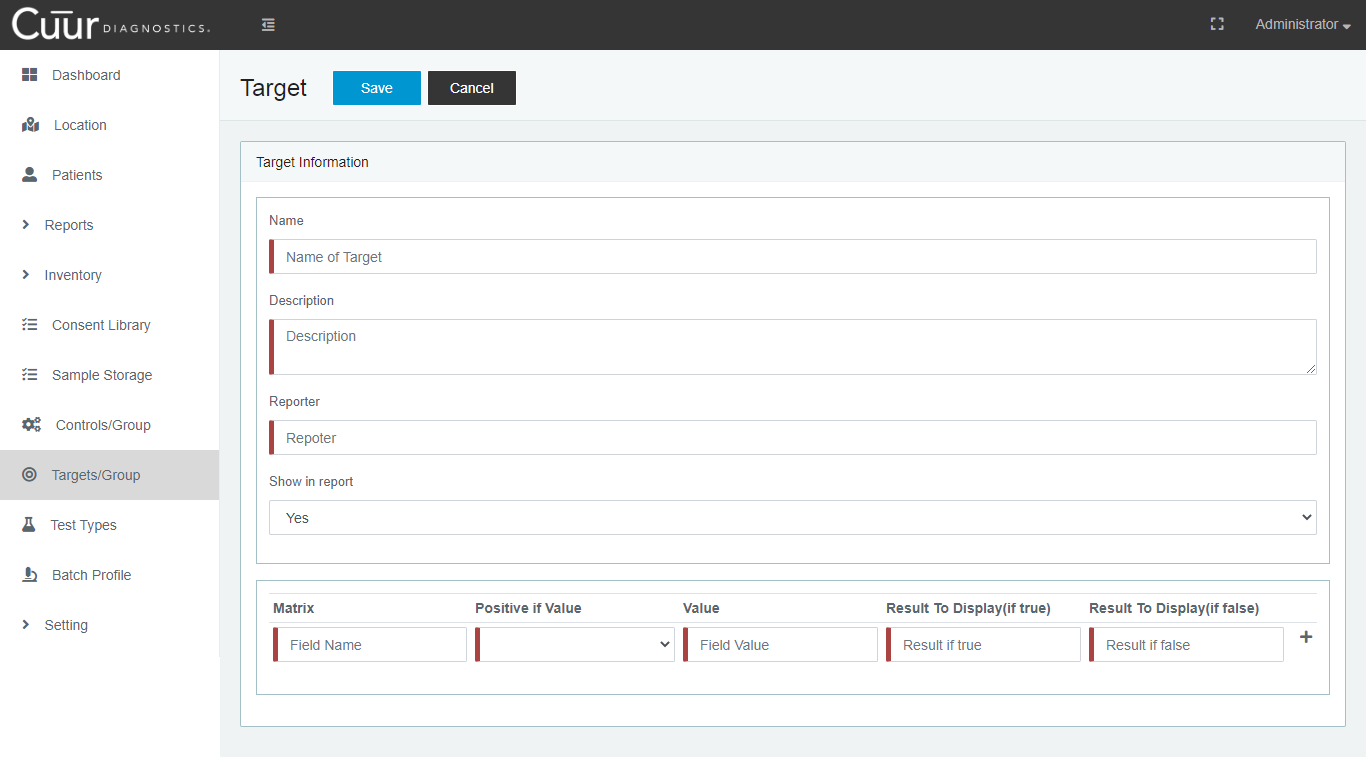 Cuūr DIAGNOSTICS.
Administrator
Dashboard
Location
Patients
Reports
Inventory
Consent Library
Sample Storage
Controls/Group
Targets/Group
Test Types
Batch Profile
Setting
Target Save Cancel
Target Information
Name
Name of Target
Description
Description
Reporter
Repoter
Show in report
Yes
Matrix Positive if Value Value Result To Display(if true) Result To Display(if false)
Field Name Field Value Result if true Result if false +